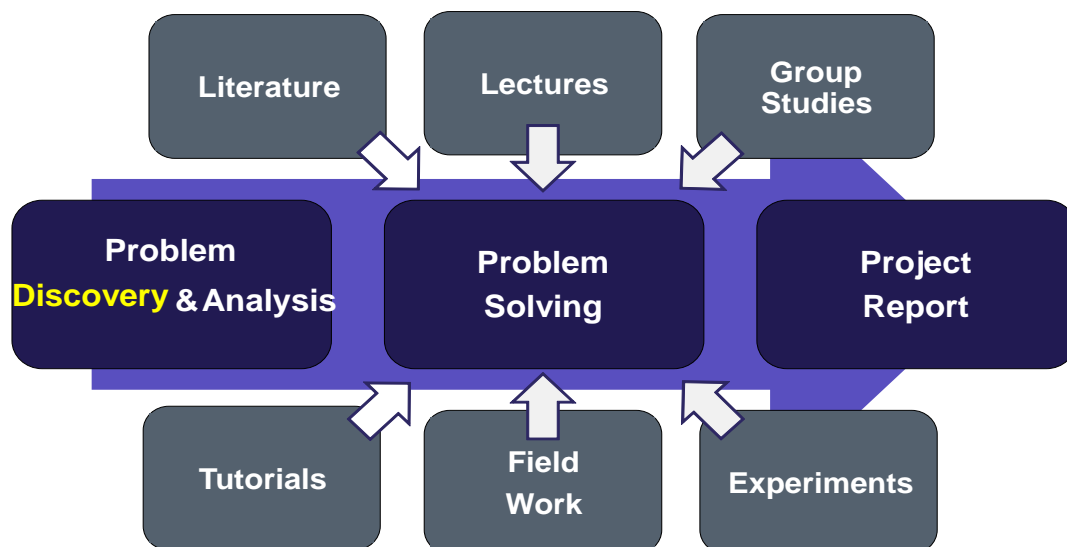 Literature
Lectures
Group
Studies
Problem
Discovery & Analysis
Problem
Solving
Project
Report
Tutorials
Field
Work
Experiments